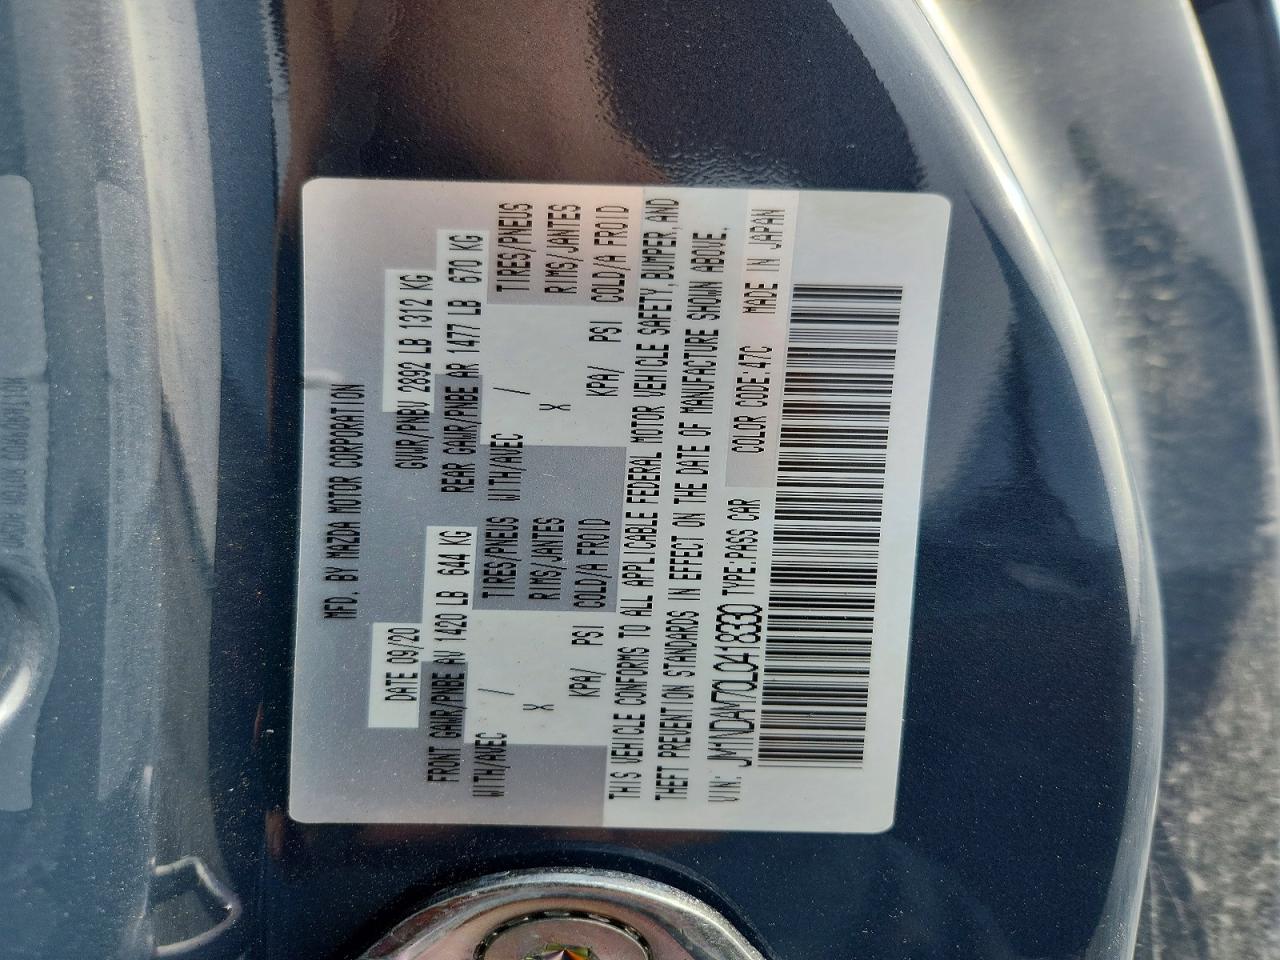 MFD. BY MAZDA MOTOR CORPORATION
DATE 09/20 GVWR/PNBV 2892 LB 1312 KG
FRONT GAWR/PNBE AV 1420 LB 644 KG REAR GAWR/PNBE AR 1477 LB 670 KG
WITH/AVEC / TIRES/PNEUS WITH/AVEC / TIRES/PNEUS
X RIMS/JANTES X RIMS/JANTES
KPA/ PSI COLD/A FROID KPA/ PSI COLD/A FROID
THIS VEHICLE CONFORMS TO ALL APPLICABLE FEDERAL MOTOR VEHICLE SAFETY, BUMPER, AND
THEFT PREVENTION STANDARDS IN EFFECT ON THE DATE OF MANUFACTURE SHOWN ABOVE.
VIN: JM1NDAM7XL0418330 TYPE:PASS CAR COLOR CODE:47C MADE IN JAPAN